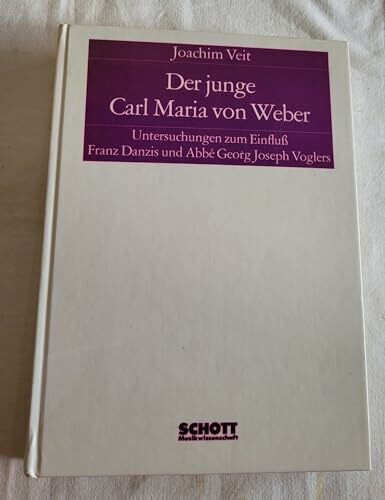 Joachim Veit
Der junge
Carl Maria von Weber
Untersuchungen zum Einfluß
Franz Danzis und Abbé Georg Joseph Voglers
SCHOTT
Musikwissenschaft